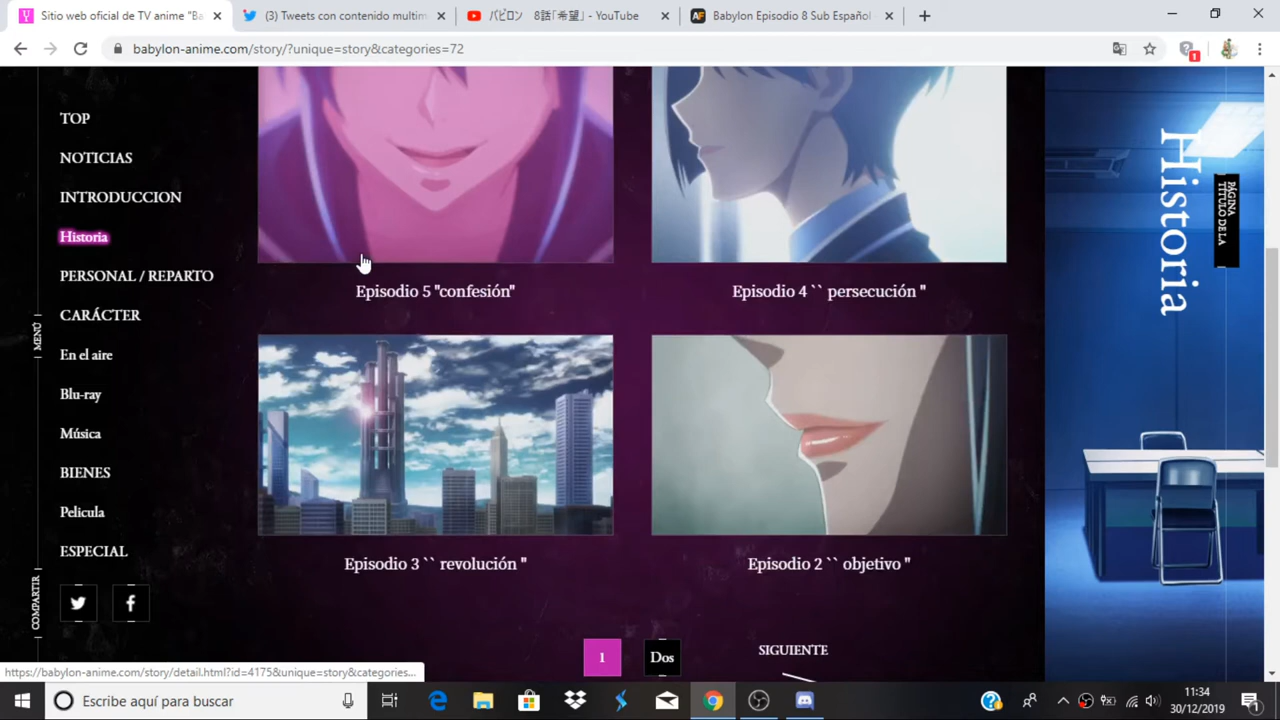 Sitio web oficial de TV anime "Ba
(3) Tweets con contenido multim
バビロン 8話「希望」 - YouTube
Babylon Episodio 8 Sub Español -
babylon-anime.com/story/?unique=story&categories=72
1
TOP
NOTICIAS
INTRODUCCION
Historia
PERSONAL / REPARTO
CARÁCTER
En el aire
Blu-ray
Música
BIENES
Pelicula
ESPECIAL
MENÚ
COMPARTIR
Episodio 5 "confesión"
Episodio 4 `` persecución "
Episodio 3 `` revolución "
Episodio 2 `` objetivo "
1
Dos
SIGUIENTE
Historia
PÁGINA
TÍTULO DE LA
https://babylon-anime.com/story/detail.html?id=4175&unique=story&categories...
Escribe aquí para buscar
11:34
30/12/2019
1